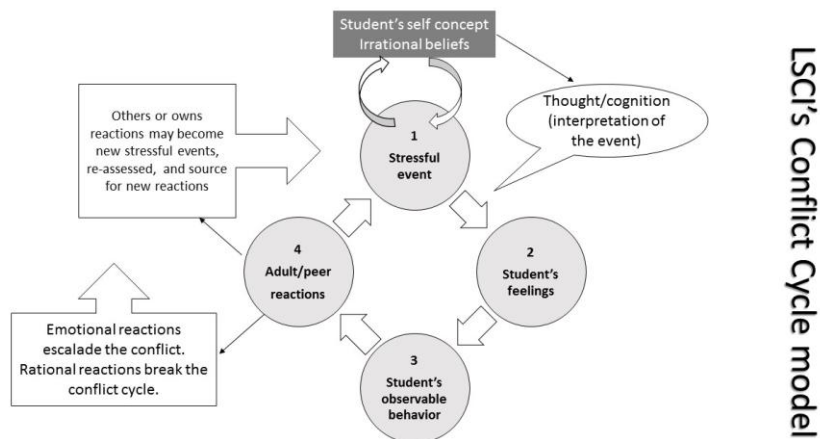 Student's self concept
Irrational beliefs
Thought/cognition
(interpretation of
the event)
1
Stressful
event
Others or owns
reactions may become
new stressful events,
re-assessed, and source
for new reactions
2
Student's
feelings
4
Adult/peer
reactions
Emotional reactions
escalade the conflict.
Rational reactions break the
conflict cycle.
3
Student's
observable
behavior
LSCI's Conflict Cycle model